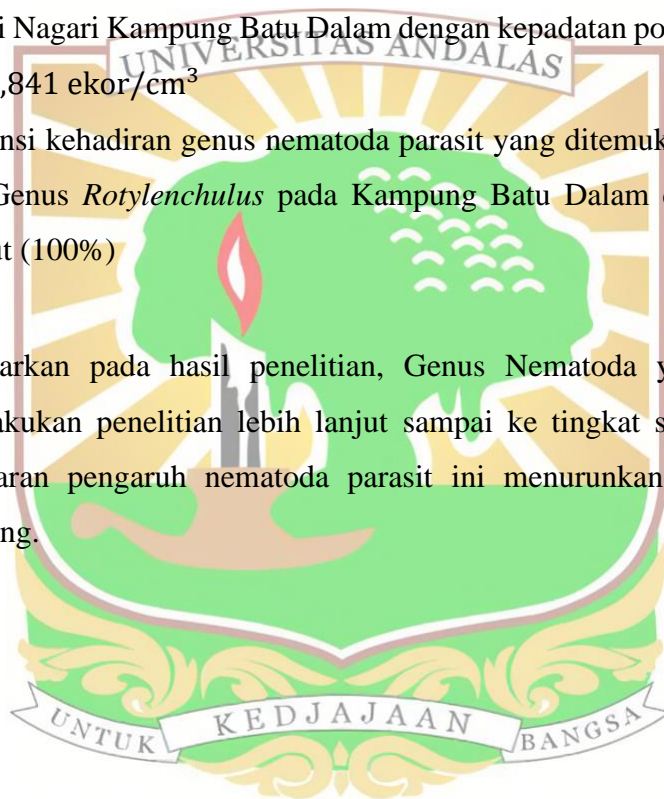 i Nagari Kampung Batu Dalam dengan kepadatan po
UNIVERSITAS ANDALAS
,841 ekor/cm³
nsi kehadiran genus nematoda parasit yang ditemuk
Genus Rotylenchulus pada Kampung Batu Dalam
ut (100%)
arkan pada hasil penelitian, Genus Nematoda y
akukan penelitian lebih lanjut sampai ke tingkat s
aran pengaruh nematoda parasit ini menurunkan
ng.
UNTUK KEDJAJAAN BANGSA